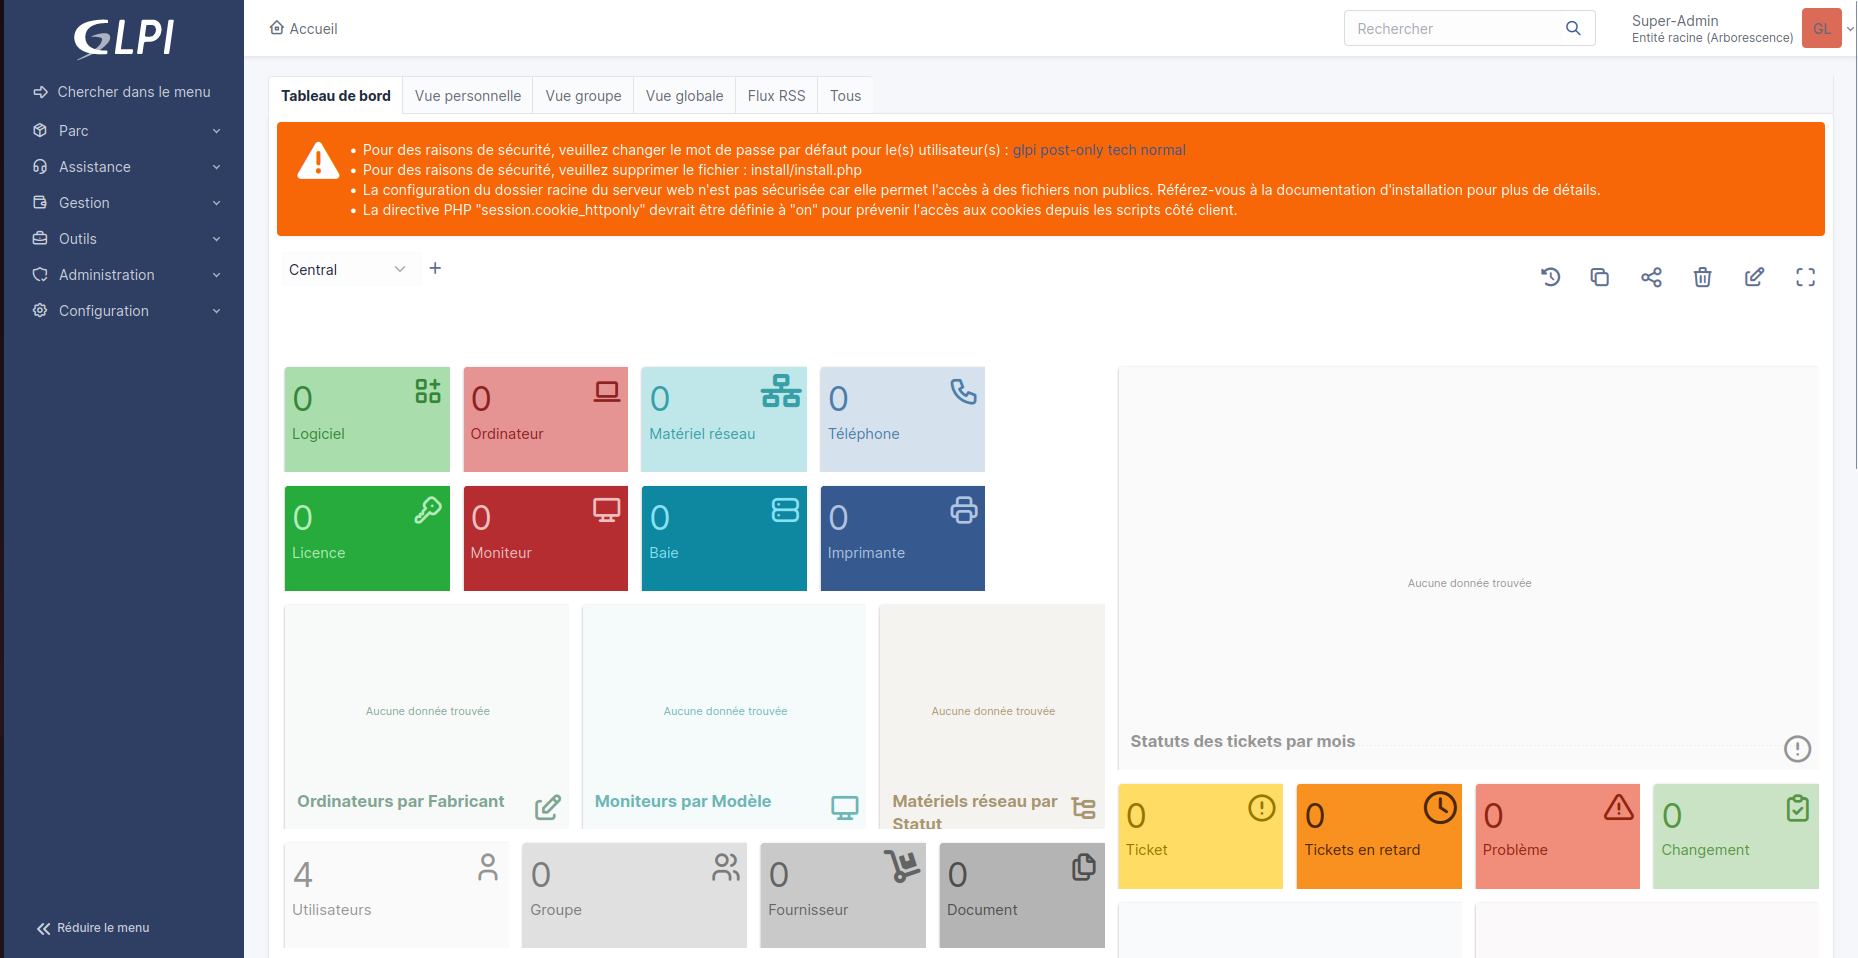 GLPI
Chercher dans le menu
Parc
Assistance
Gestion
Outils
Administration
Configuration
Réduire le menu
Accueil
Rechercher
Super-Admin
Entité racine (Arborescence)
GL
Tableau de bord
Vue personnelle
Vue groupe
Vue globale
Flux RSS
Tous
• Pour des raisons de sécurité, veuillez changer le mot de passe par défaut pour le(s) utilisateur(s) : glpi post-only tech normal
• Pour des raisons de sécurité, veuillez supprimer le fichier : install/install.php
• La configuration du dossier racine du serveur web n'est pas sécurisée car elle permet l'accès à des fichiers non publics. Référez-vous à la documentation d'installation pour plus de détails.
• La directive PHP "session.cookie_httponly" devrait être définie à "on" pour prévenir l'accès aux cookies depuis les scripts côté client.
Central
0
Logiciel
0
Ordinateur
0
Matériel réseau
0
Téléphone
0
Licence
0
Moniteur
0
Baie
0
Imprimante
Aucune donnée trouvée
Ordinateurs par Fabricant
Aucune donnée trouvée
Moniteurs par Modèle
Aucune donnée trouvée
Matériels réseau par
Statut
4
Utilisateurs
0
Groupe
0
Fournisseur
0
Document
Aucune donnée trouvée
Statuts des tickets par mois
0
Ticket
0
Tickets en retard
0
Problème
0
Changement